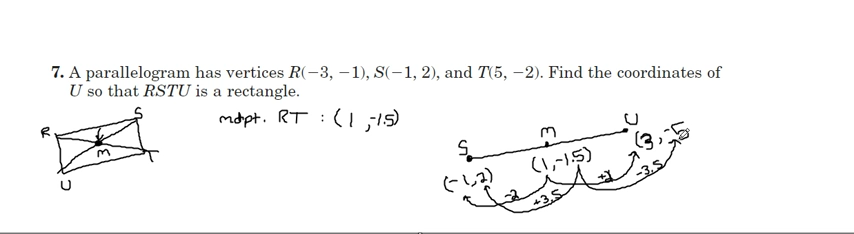 7. A parallelogram has vertices R(−3, −1), S(−1, 2), and T(5, −2). Find the coordinates of
U so that RSTU is a rectangle.
mdpt. RT : (1, -1.5)
S
R
M
T
U
S
M
U
(-1,2)
(1,-1.5)
(3,-5
-2
+3.5
+2
-3.5